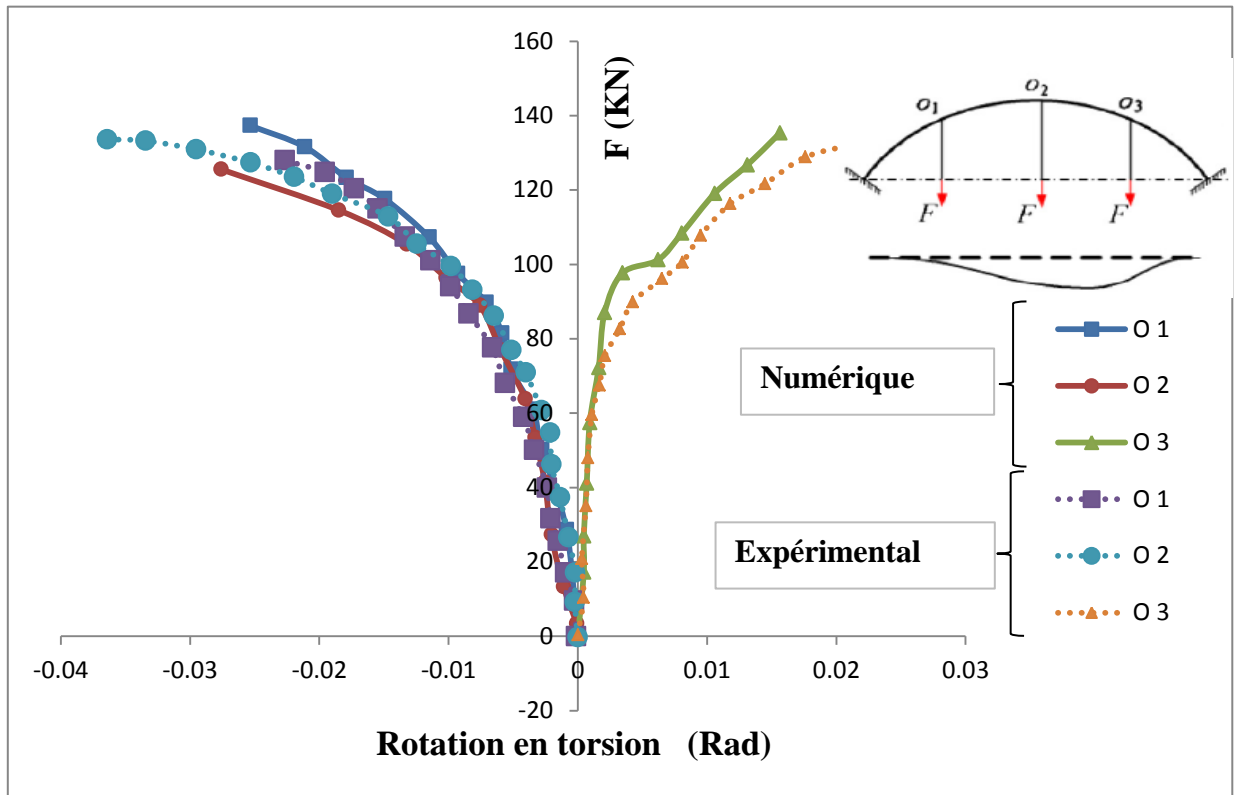 160
140
120
100
80
60
40
20
0
-20
F (KN)
-0.04
-0.03
-0.02
-0.01
0
0.01
0.02
0.03
Rotation en torsion (Rad)
o1
o2
o3
F
F
F
Numérique
O 1
O 2
O 3
Expérimental
O 1
O 2
O 3